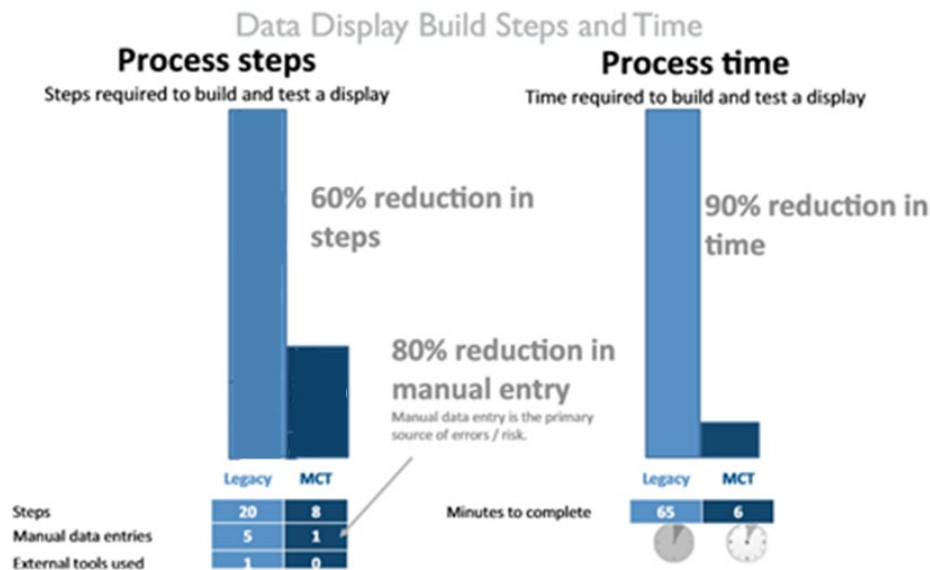 Data Display Build Steps and Time
Process steps
Steps required to build and test a display
60% reduction in
steps
80% reduction in
manual entry
Manual data entry is the primary
source of errors / risk.
Legacy MCT
Steps 20 8
Manual data entries 5 1
External tools used 1 0
Process time
Time required to build and test a display
90% reduction in
time
Legacy MCT
Minutes to complete 65 6